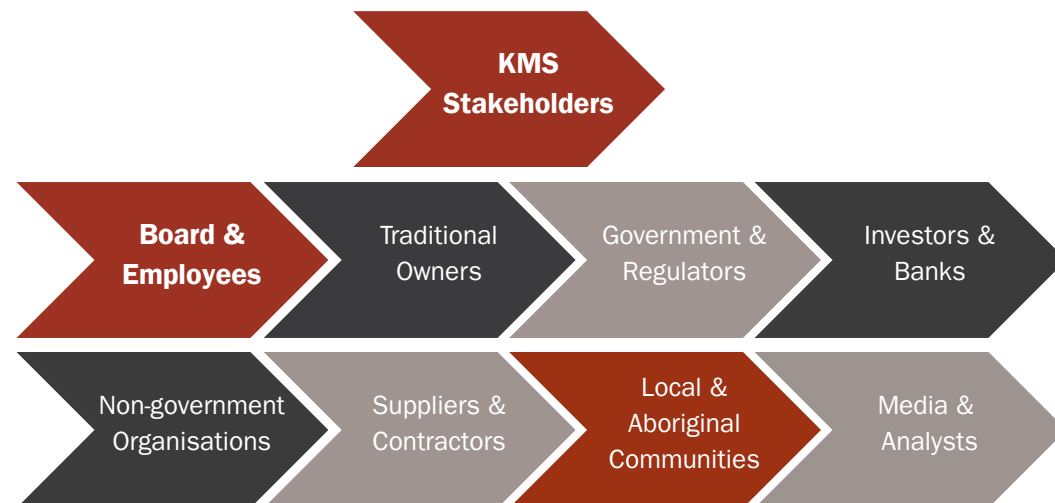 KMS
Stakeholders
Board &
Employees
Traditional
Owners
Government &
Regulators
Investors &
Banks
Non-government
Organisations
Suppliers &
Contractors
Local &
Aboriginal
Communities
Media &
Analysts